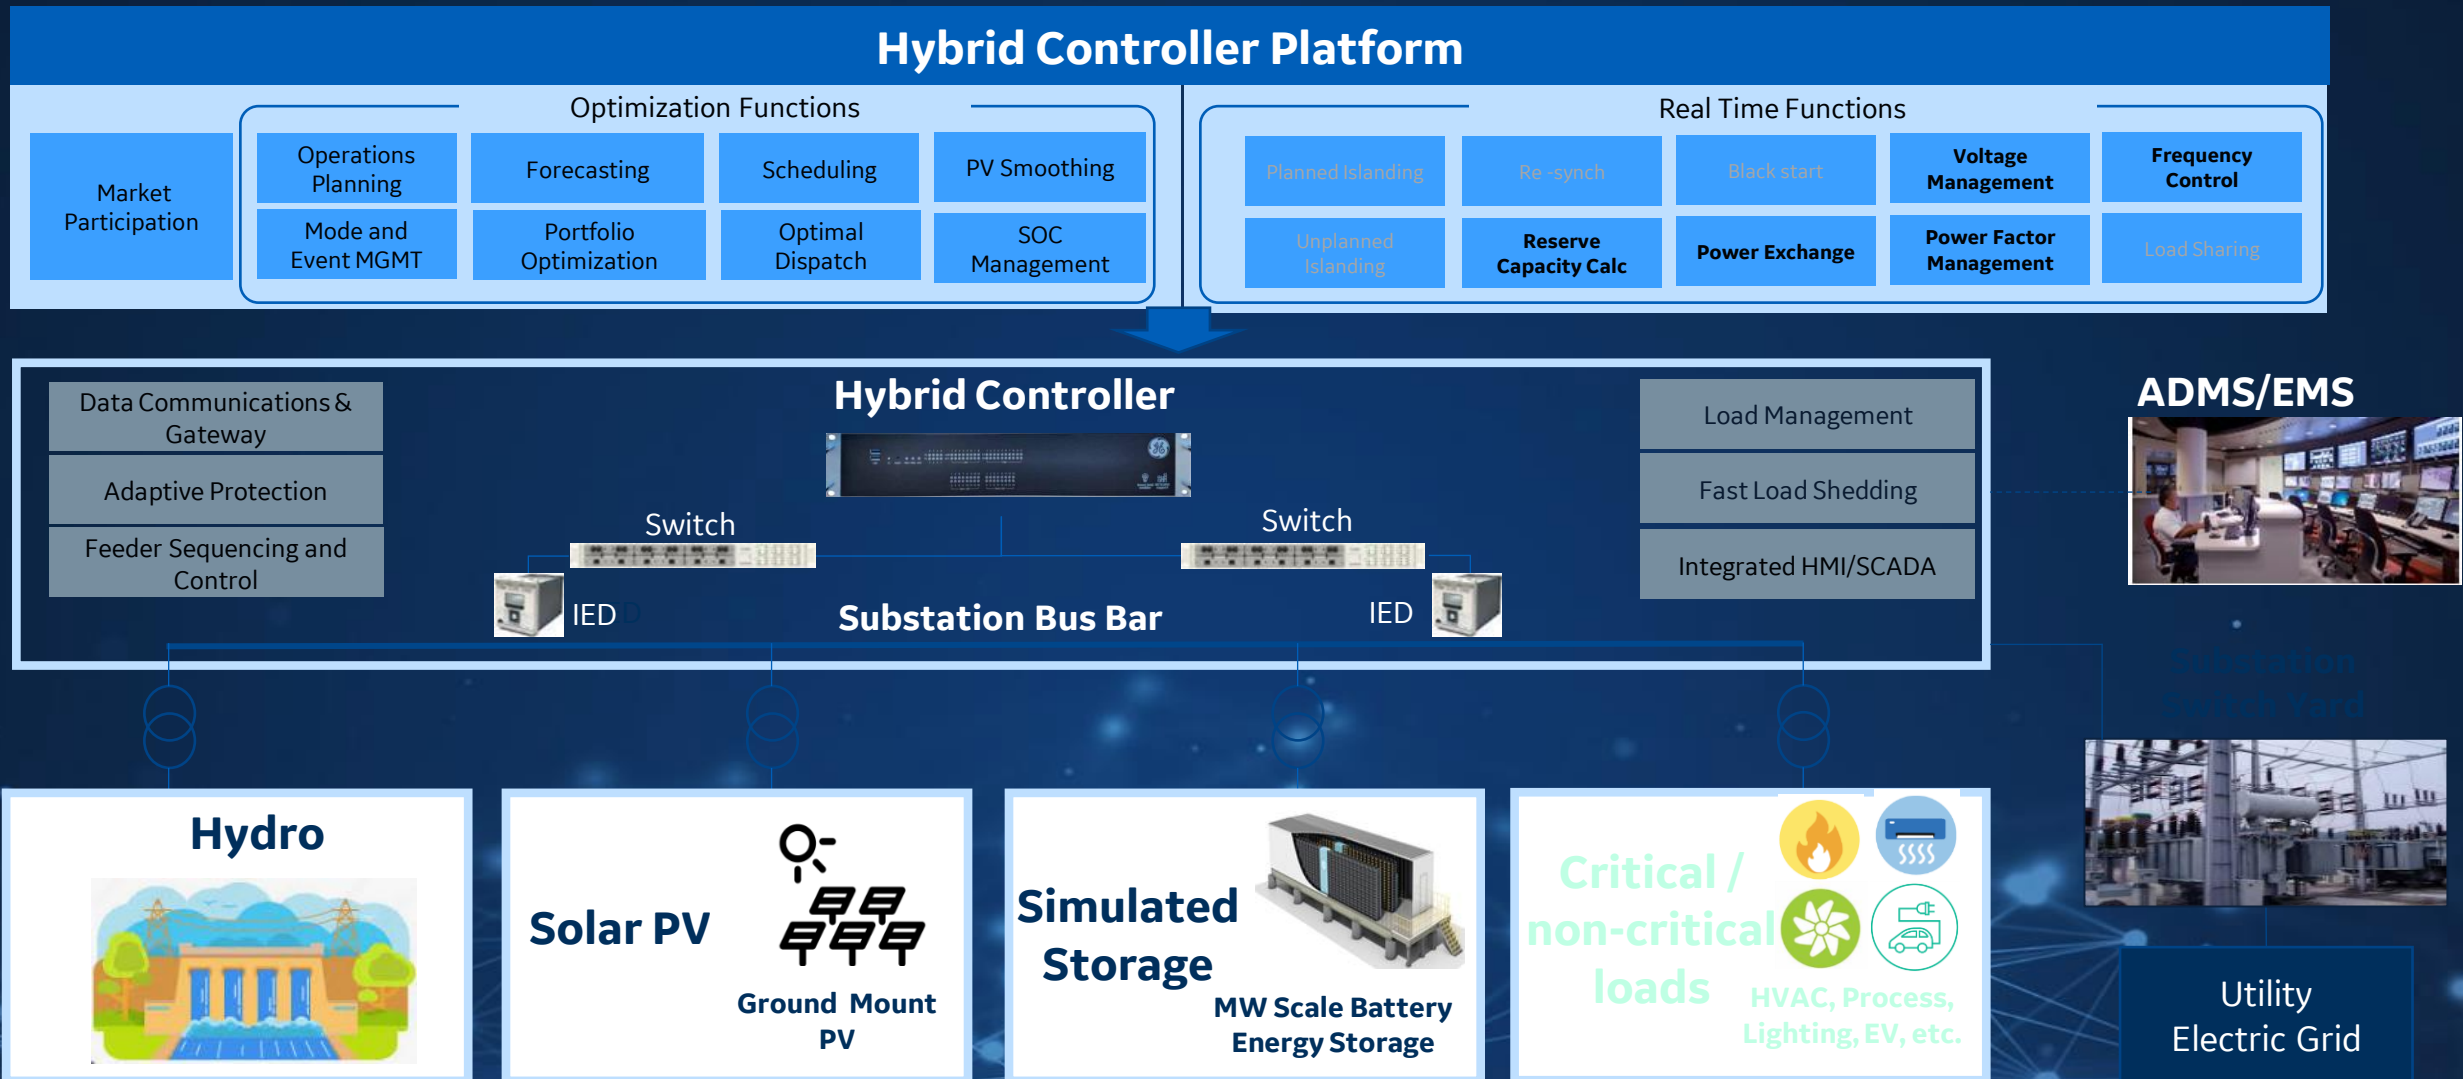 Hybrid Controller Platform
Optimization Functions
Market
Participation
Operations
Planning
Forecasting
Scheduling
PV Smoothing
Mode and
Event MGMT
Portfolio
Optimization
Optimal
Dispatch
SOC
Management
Real Time Functions
Planned Islanding
Re -synch
Black start
Voltage
Management
Frequency
Control
Unplanned
Islanding
Reserve
Capacity Calc
Power Exchange
Power Factor
Management
Load Sharing
Data Communications &
Gateway
Adaptive Protection
Feeder Sequencing and
Control
Hybrid Controller
Switch
Switch
IED
IED
Substation Bus Bar
Load Management
Fast Load Shedding
Integrated HMI/SCADA
ADMS/EMS
Substation
Switch Yard
Hydro
Solar PV
Ground Mount
PV
Simulated
Storage
MW Scale Battery
Energy Storage
Critical /
non-critical
loads
HVAC, Process,
Lighting, EV, etc.
Utility
Electric Grid